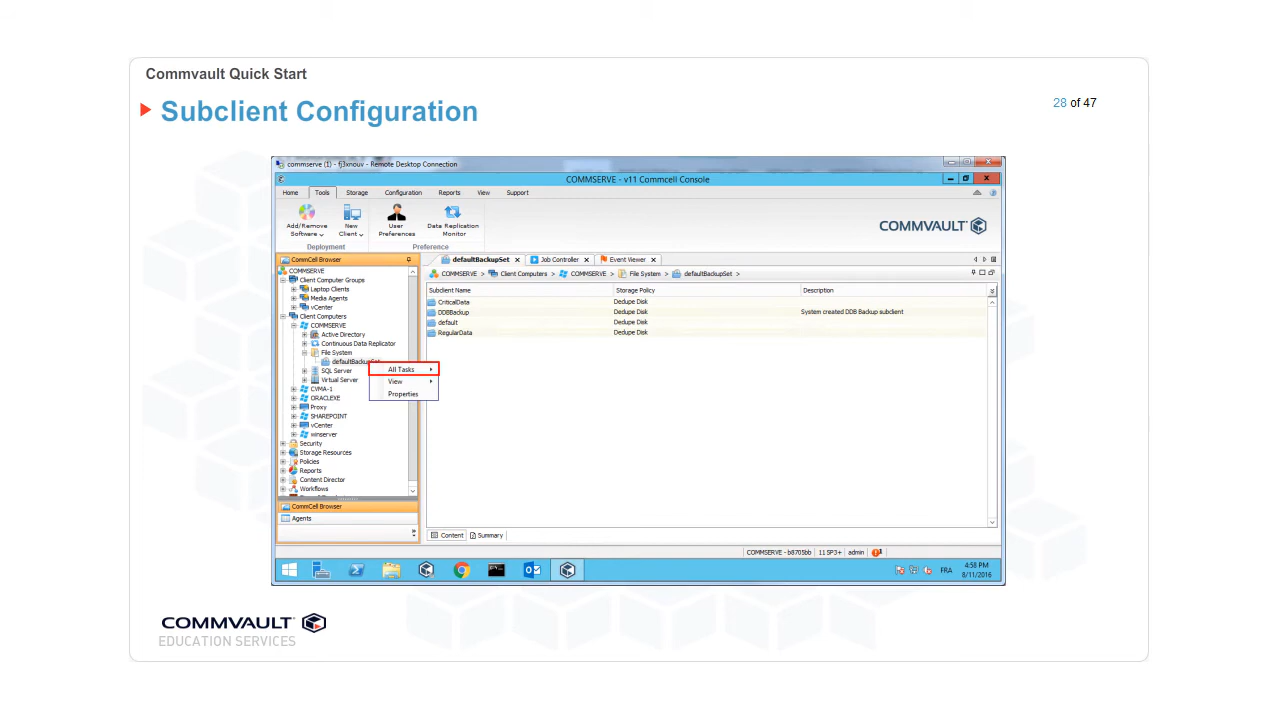 Commvault Quick Start
Subclient Configuration
28 of 47
commserve (1) - fj3xnouv - Remote Desktop Connection
COMMSERVE - v11 Commcell Console
Home Tools Storage Configuration Reports View Support
Add/Remove Software
New Client
User Preferences
Data Replication Monitor
Deployment
Preference
COMMVAULT
CommCell Browser
defaultBackupSet
Job Controller
Event Viewer
COMMSERVE > Client Computers > COMMSERVE > File System > defaultBackupSet >
COMMSERVE
Client Computer Groups
Laptop Clients
Media Agents
vCenter
Client Computers
COMMSERVE
Active Directory
Continuous Data Replicator
File System
defaultBackupSet
SQL Server
Virtual Server
CVMA-1
ORACLEXE
Proxy
SHAREPOINT
vCenter
winserver
Security
Storage Resources
Policies
Reports
Content Director
Workflows
All Tasks
View
Properties
Subclient Name Storage Policy Description
CriticalData Dedupe Disk
DDBBackup Dedupe Disk System created DDB Backup subclient
default Dedupe Disk
RegularData Dedupe Disk
CommCell Browser
Agents
Content Summary
COMMSERVE - b8705bb 11 SP3+ admin
FRA
4:58 PM
8/11/2016
COMMVAULT
EDUCATION SERVICES